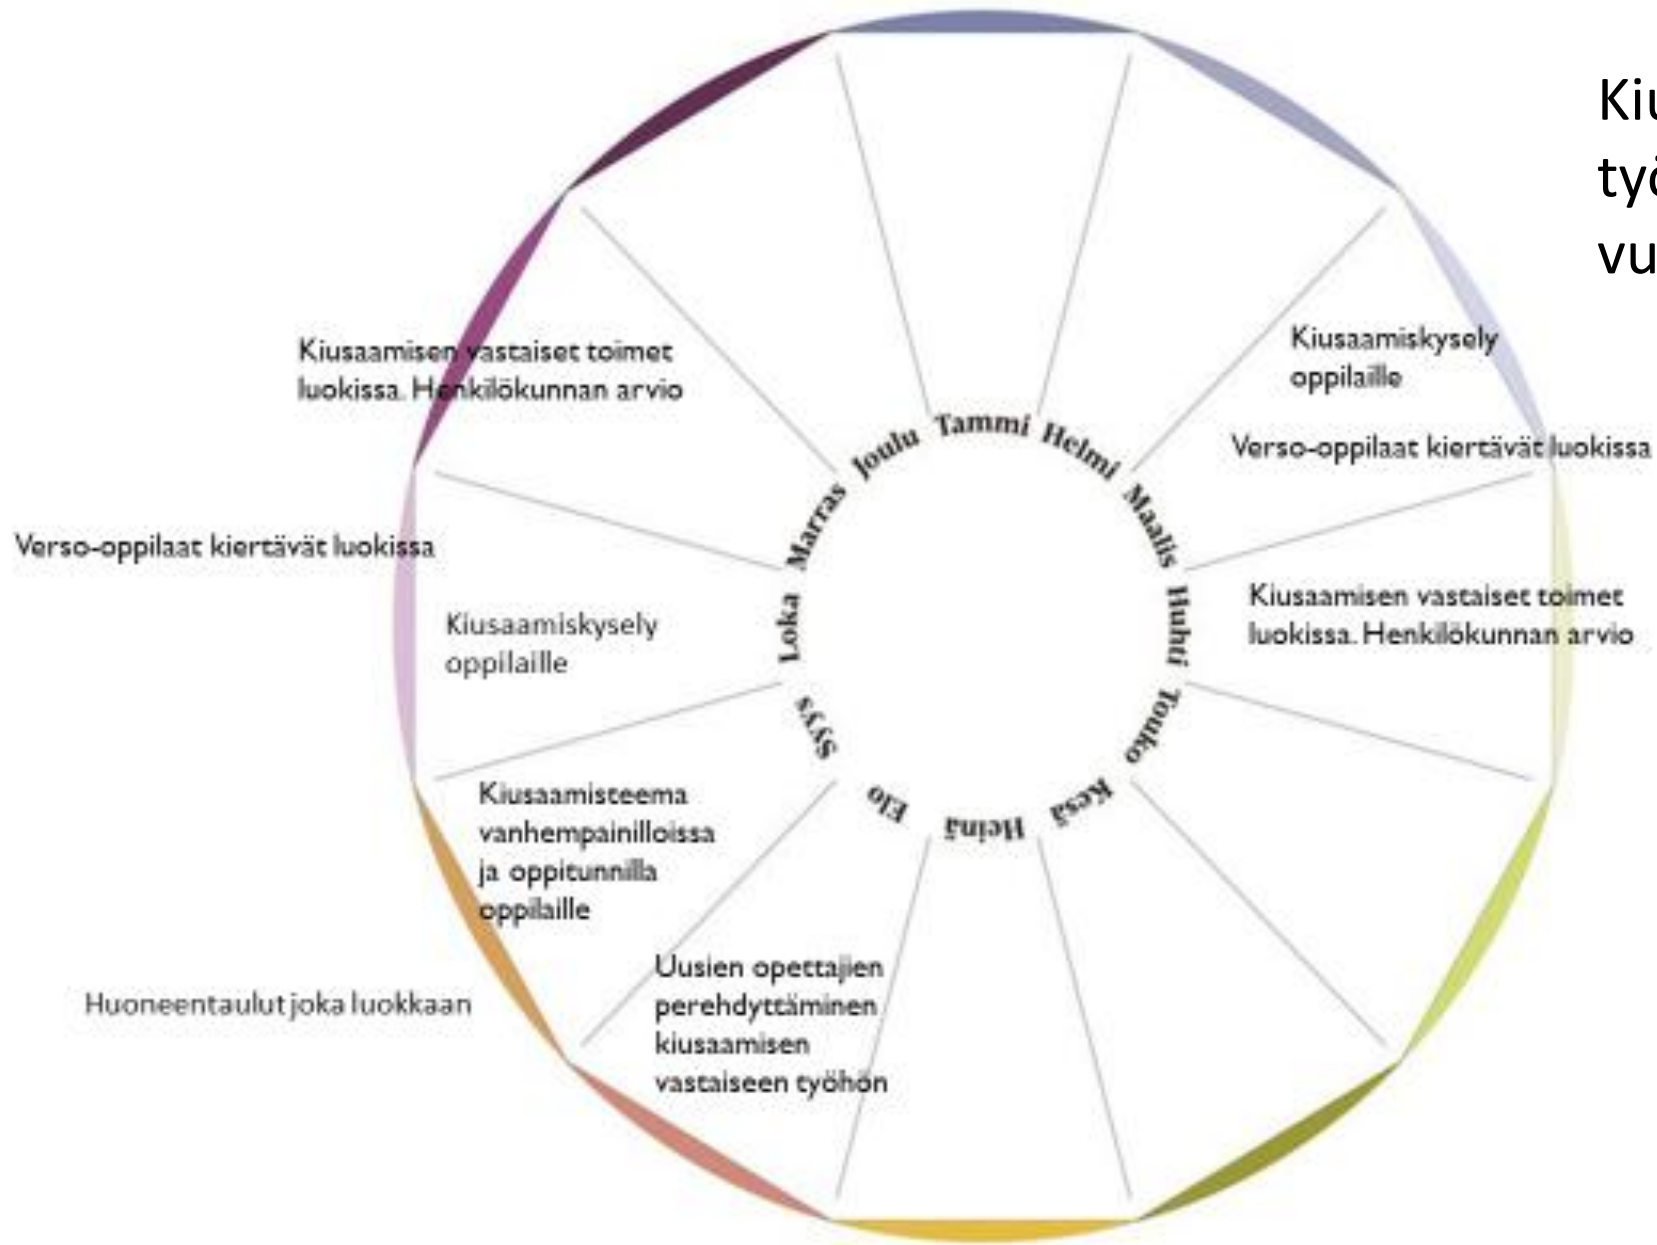 Kiu
työ
vu
Kiusaamiskysely
oppilaille
Verso-oppilaat kiertävät luokissa
Kiusaamisen vastaiset toimet
luokissa. Henkilökunnan arvio
Uusien opettajien
perehdyttäminen
kiusaamisen
vastaiseen työhön
Kiusaamisteema
vanhempainilloissa
ja oppitunnilla
oppilaille
Huoneentaulut joka luokkaan
Kiusaamiskysely
oppilaille
Verso-oppilaat kiertävät luokissa
Kiusaamisen vastaiset toimet
luokissa. Henkilökunnan arvio
Tammi
Helmi
Maalis
Huhti
Touko
Kesä
Heinä
Elo
Syys
Loka
Marras
Joulu